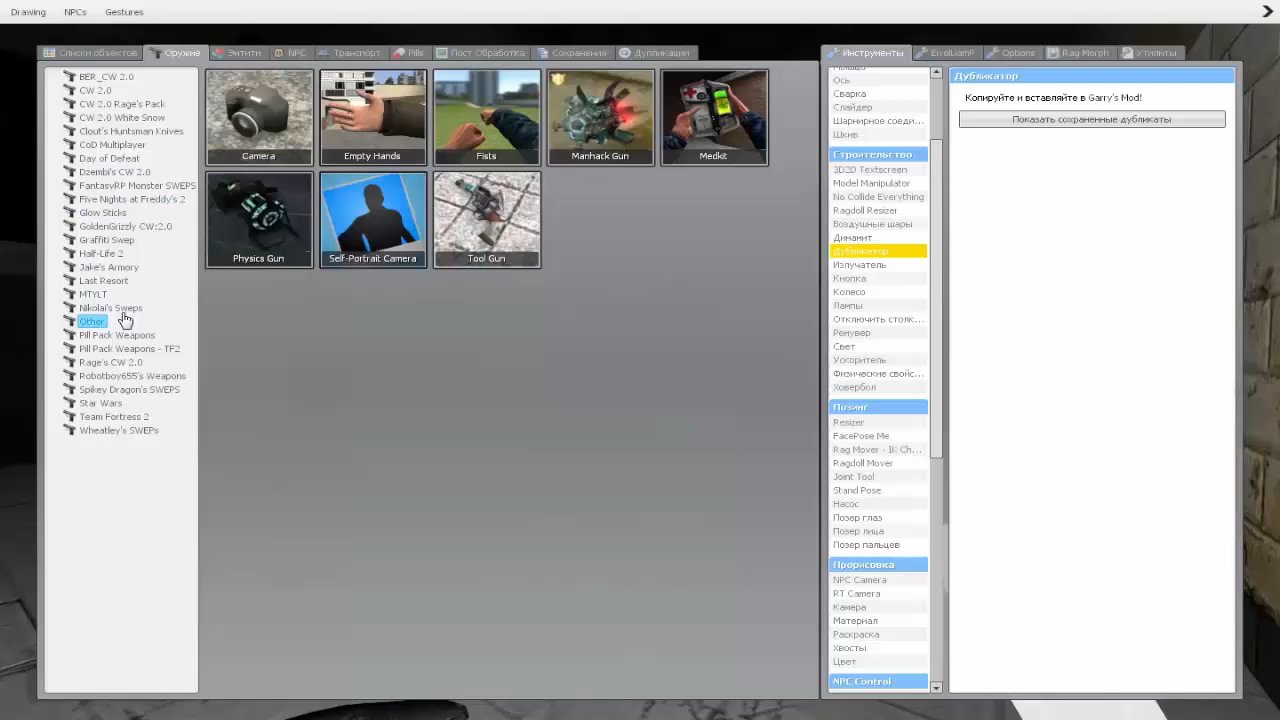 Drawing NPCs Gestures
Списки объектов Оружие Энтити NPC Транспорт Pills Пост Обработка Сохранения Дупликации
BER_CW 2.0
CW 2.0
CW 2.0 Rage's Pack
CW 2.0 White Snow
Clout's Huntsman Knives
CoD Multiplayer
Day of Defeat
Dzembi's CW 2.0
FantasyRP Monster SWEPS
Five Nights at Freddy's 2
Glow Sticks
GoldenGrizzly CW:2.0
Graffiti Swep
Half-Life 2
Jake's Armory
Last Resort
MTYLT
Nikolai's Sweps
Other
Pill Pack Weapons
Pill Pack Weapons - TF2
Rage's CW 2.0
Robotboy655's Weapons
Spikey Dragon's SWEPS
Star Wars
Team Fortress 2
Wheatley's SWEPs
Camera
Empty Hands
Fists
Manhack Gun
Medkit
Physics Gun
Self-Portrait Camera
Tool Gun
Инструменты ErrolLiamP Options Rag Morph Утилиты
Ось
Сварка
Слайдер
Шарнирное соеди...
Шкив
Строительство
3D2D Textscreen
Model Manipulator
No Collide Everything
Ragdoll Resizer
Воздушные шары
Динамит
Дубликатор
Излучатель
Кнопка
Колесо
Лампы
Отключить столк...
Ремувер
Свет
Ускоритель
Физические свойс...
Ховербол
Позинг
Resizer
FacePose Me
Rag Mover - IK Ch...
Ragdoll Mover
Joint Tool
Stand Pose
Насос
Позер глаз
Позер лица
Позер пальцев
Прорисовка
NPC Camera
RT Camera
Камера
Материал
Раскраска
Хвосты
Цвет
NPC Control
Дубликатор
Копируйте и вставляйте в Garry's Mod!
Показать сохраненные дубликаты